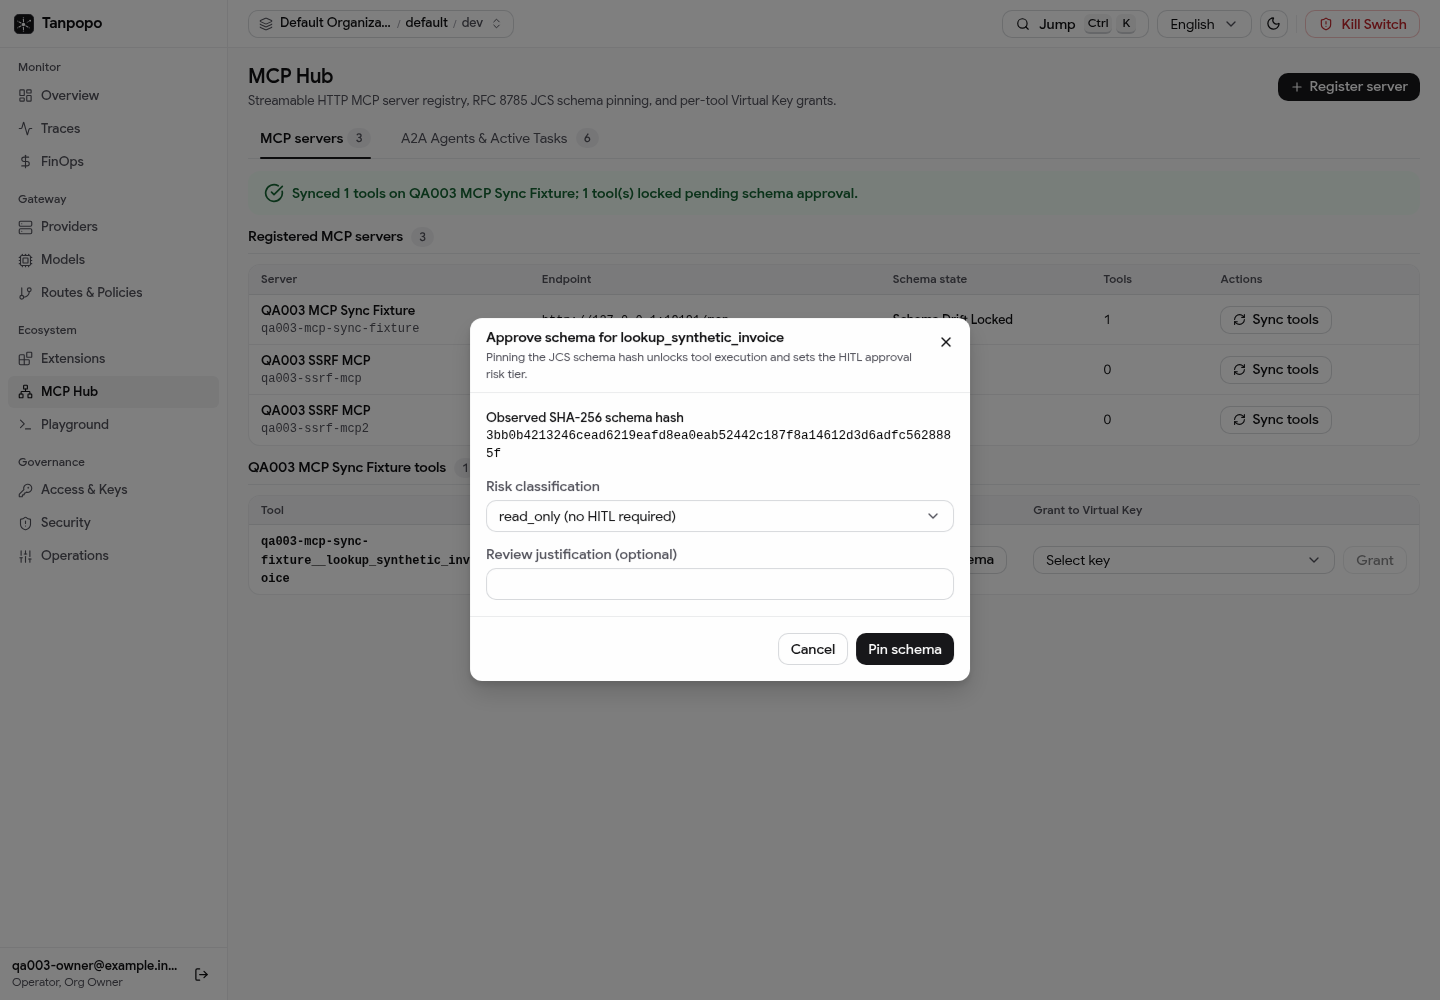 Tanpopo
Default Organiza... / default / dev
Jump Ctrl K
English
Kill Switch
Monitor
Overview
Traces
FinOps
Gateway
Providers
Models
Routes & Policies
Ecosystem
Extensions
MCP Hub
Playground
Governance
Access & Keys
Security
Operations
qa003-owner@example.in...
Operator, Org Owner
MCP Hub
Streamable HTTP MCP server registry, RFC 8785 JCS schema pinning, and per-tool Virtual Key grants.
Register server
MCP servers 3
A2A Agents & Active Tasks 6
Synced 1 tools on QA003 MCP Sync Fixture; 1 tool(s) locked pending schema approval.
Registered MCP servers 3
Server Endpoint Schema state Tools Actions
QA003 MCP Sync Fixture
qa003-mcp-sync-fixture
Locked
1 Sync tools
QA003 SSRF MCP
qa003-ssrf-mcp
0 Sync tools
QA003 SSRF MCP
qa003-ssrf-mcp2
0 Sync tools
QA003 MCP Sync Fixture tools 1
Tool Grant to Virtual Key
qa003-mcp-sync-
fixture__lookup_synthetic_inv
oice
Select key Grant
Approve schema for lookup_synthetic_invoice
Pinning the JCS schema hash unlocks tool execution and sets the HITL approval
risk tier.
Observed SHA-256 schema hash
3bb0b4213246cead6219eafd8ea0eab52442c187f8a14612d3d6adfc562888
5f
Risk classification
read_only (no HITL required)
Review justification (optional)
Cancel Pin schema